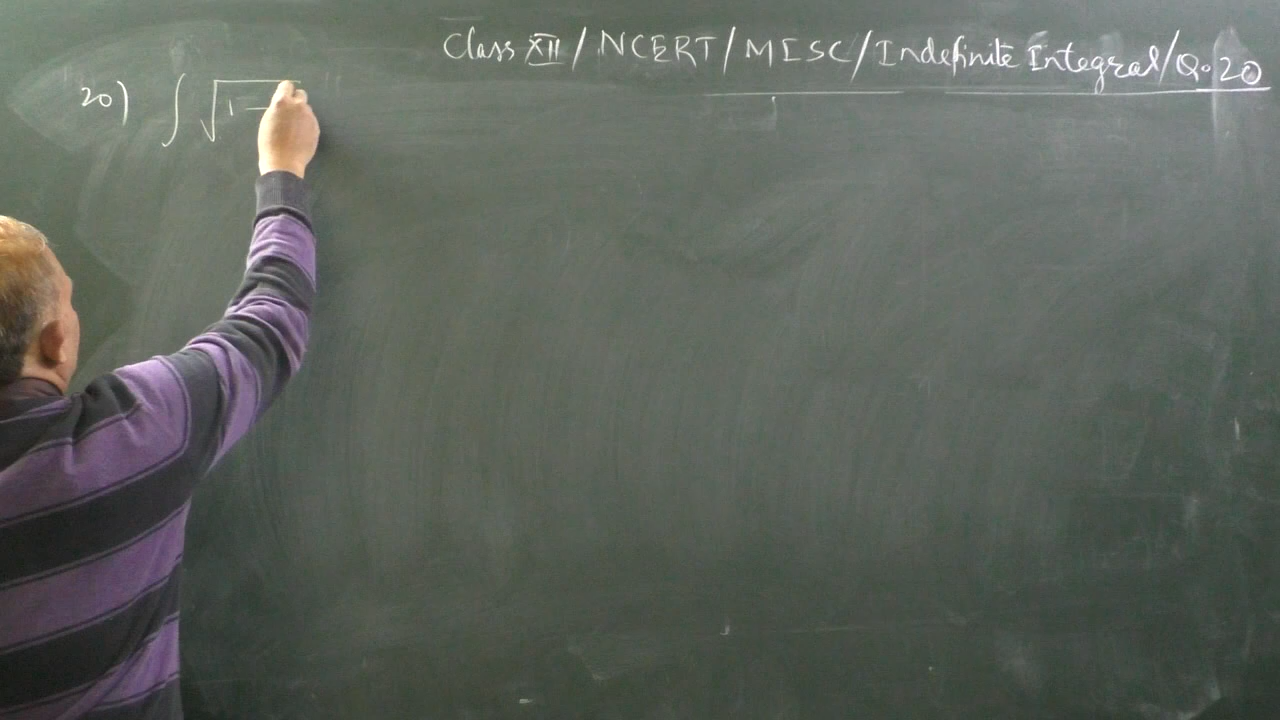 Class XII / NCERT / MISC / Indefinite Integral / Q. 20
20) ∫ √1 –